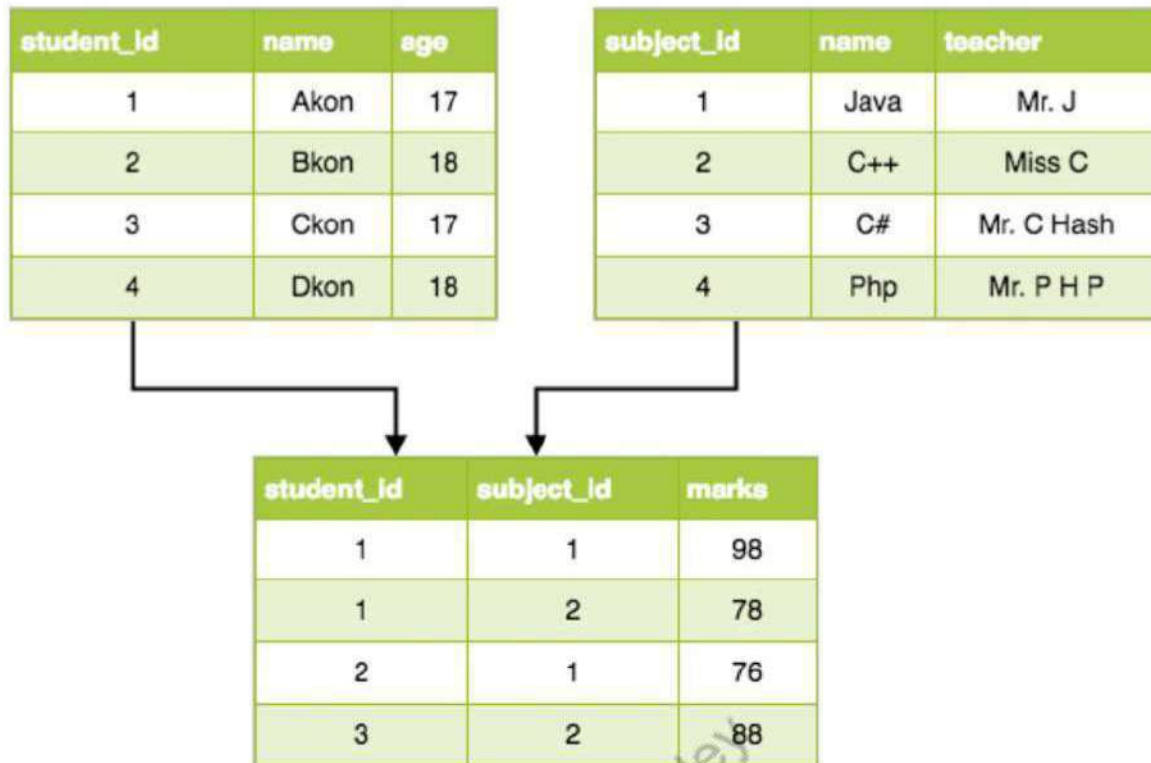 student_id name age
1 Akon 17
2 Bkon 18
3 Ckon 17
4 Dkon 18
subject_id name teacher
1 Java Mr. J
2 C++ Miss C
3 C# Mr. C Hash
4 Php Mr. P H P
student_id subject_id marks
1 1 98
1 2 78
2 1 76
3 2 88